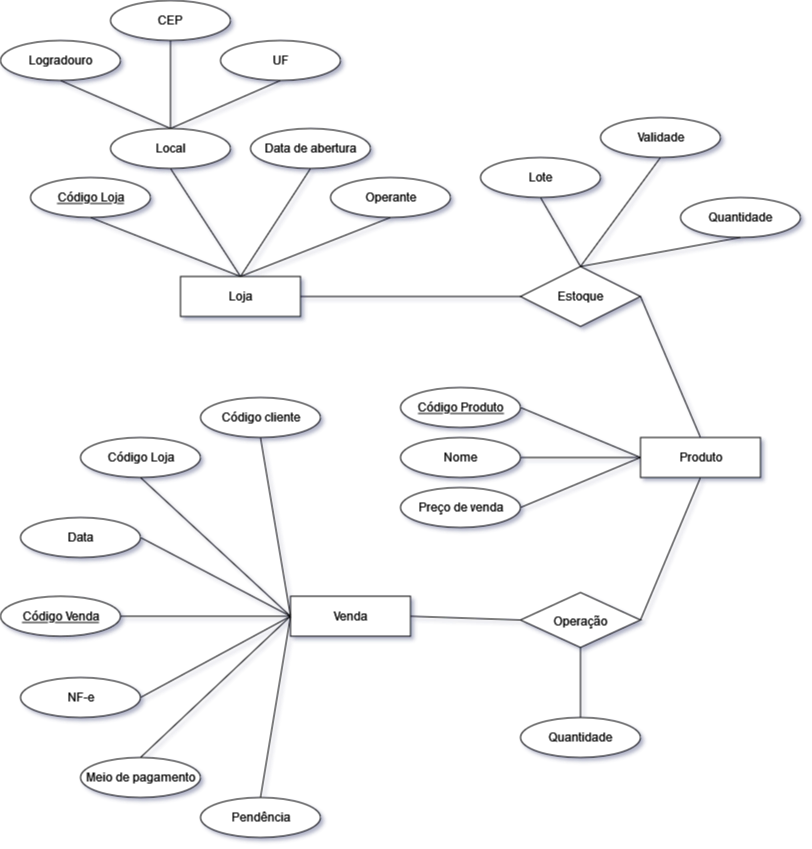 CEP
Logradouro
UF
Local
Data de abertura
Código Loja
Operante
Loja
Validade
Lote
Quantidade
Estoque
Código Produto
Nome
Preço de venda
Produto
Código cliente
Código Loja
Data
Código Venda
NF-e
Meio de pagamento
Pendência
Venda
Operação
Quantidade